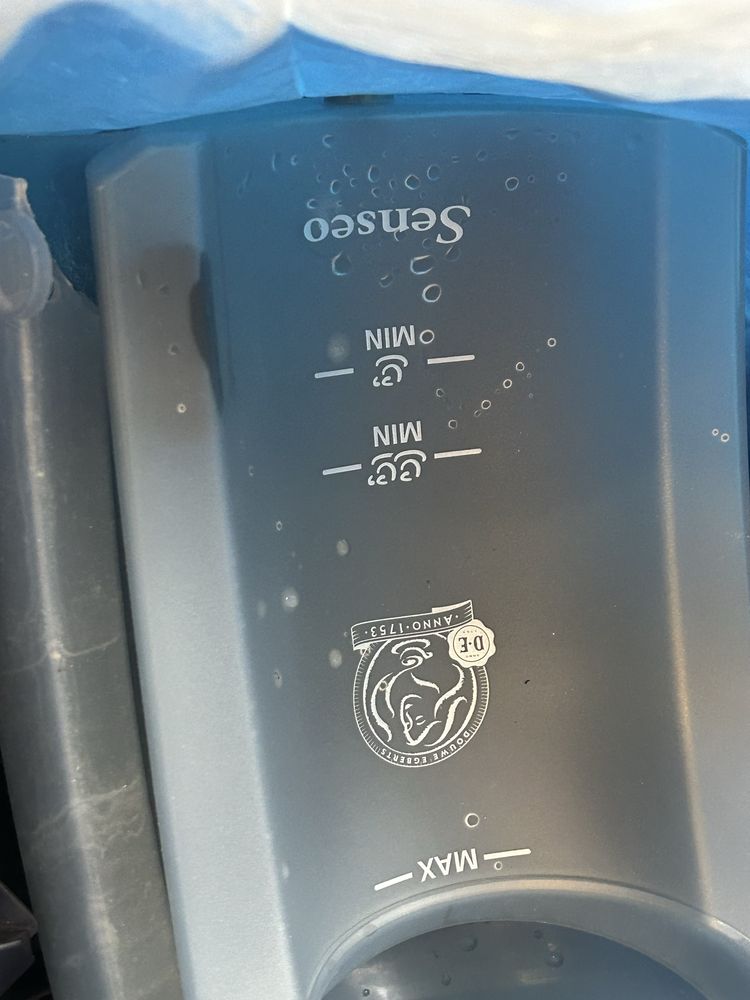 MAX
DOUWE EGBERTS
D·E
·ANNO·1753·
MIN
MIN
Senseo